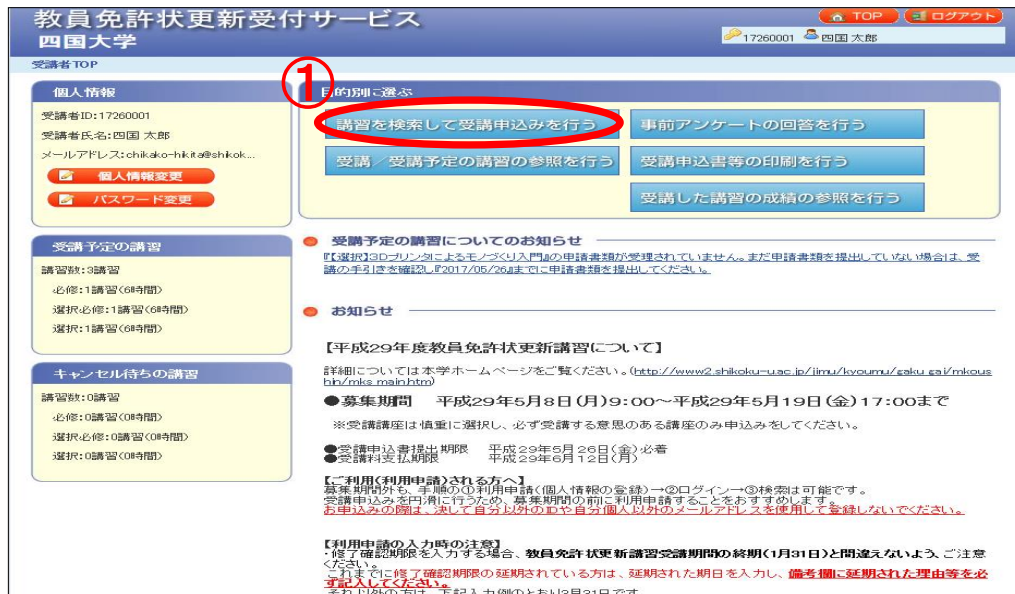 教員免許状更新受付サービス
四国大学
TOP
ログアウト
17260001 四国 太郎
受講者TOP
個人情報
受講者ID:17260001
受講者氏名:四国 太郎
メールアドレス:chikako-hikita@shikok...
個人情報変更
パスワード変更
受講予定の講習
講習数:3講習
必修:1講習(6時間)
選択必修:1講習(6時間)
選択:1講習(6時間)
キャンセル待ちの講習
講習数:0講習
必修:0講習(0時間)
選択必修:0講習(0時間)
選択:0講習(0時間)
①
目的別に選ぶ
講習を検索して受講申込みを行う
事前アンケートの回答を行う
受講/受講予定の講習の参照を行う
受講申込書等の印刷を行う
受講した講習の成績の参照を行う
受講予定の講習についてのお知らせ
『【選択】3Dプリンタによるモノづくり入門』の申請書類が受理されていません。まだ申請書類を提出していない場合は、受
講の手引きを確認し『2017/05/26』までに申請書類を提出してください。
お知らせ
【平成29年度教員免許状更新講習について】
詳細については本学ホームページをご覧ください。(http://www2.shikoku-u.ac.jp/jimu/kyoumu/gaku gai/mkous
hin/mks main.htm)
●募集期間 平成29年5月8日(月)9:00～平成29年5月19日(金)17:00まで
※受講講座は慎重に選択し、必ず受講する意思のある講座のみ申込みをしてください。
●受講申込書提出期限 平成29年5月26日(金)必着
●受講料支払期限 平成29年6月12日(月)
【ご利用(利用申請)される方へ】
募集期間外も、手順の①利用申請(個人情報の登録)→②ログイン→③検索は可能です。
受講申込みを円滑に行うため、募集期間の前に利用申請することをおすすめします。
お申込みの際は、決して自分以外のIDや自分個人以外のメールアドレスを使用して登録しないでください。
【利用申請の入力時の注意】
・修了確認期限を入力する場合、教員免許状更新講習受講期間の終期(1月31日)と間違えないよう、ご注意
ください。
これまでに修了確認期限の延期されている方は、延期された期日を入力し、備考欄に延期された理由等を必
ず記入してください。
それ以外の方は、下記入力例のとおり3月31日です。